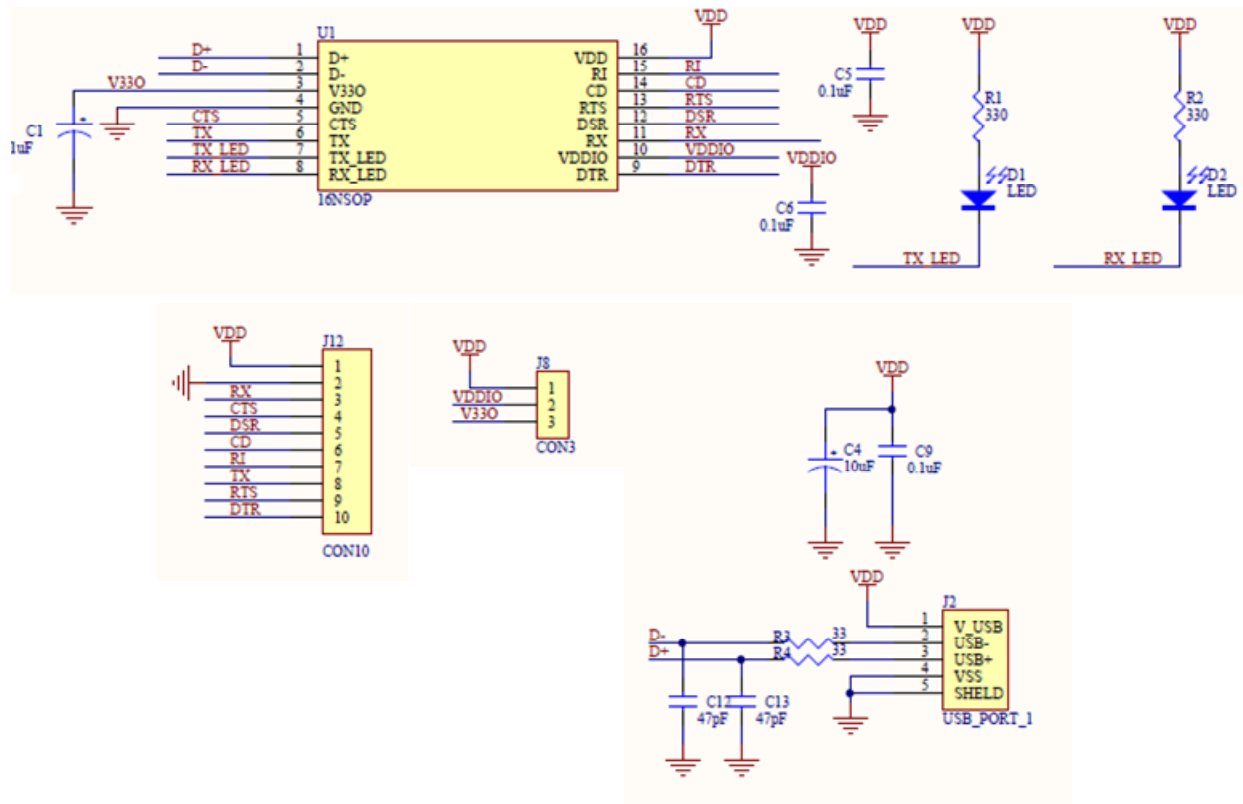 U1
D+ 1 D+ VDD 16 VDD
D- 2 D- RI 15 RI
V33O 3 V33O CD 14 CD
4 GND RTS 13 RTS
CTS 5 CTS DSR 12 DSR
TX 6 TX RX 11 RX
TX_LED 7 TX_LED VDDIO 10 VDDIO
RX_LED 8 RX_LED DTR 9 DTR
16NSOP
C1
1uF
VDD
C5
0.1uF
VDDIO
C6
0.1uF
VDD
R1
330
D1
LED
TX_LED
VDD
R2
330
D2
LED
RX_LED
VDD
J12
1
2
RX 3
CTS 4
DSR 5
CD 6
RI 7
TX 8
RTS 9
DTR 10
CON10
VDD
J8
1
VDDIO 2
V33O 3
CON3
VDD
C4
10uF
C9
0.1uF
VDD
J2
1 V_USB
D- R3 33 2 USB-
D+ R4 33 3 USB+
4 VSS
5 SHELD
USB_PORT_1
C12
47pF
C13
47pF